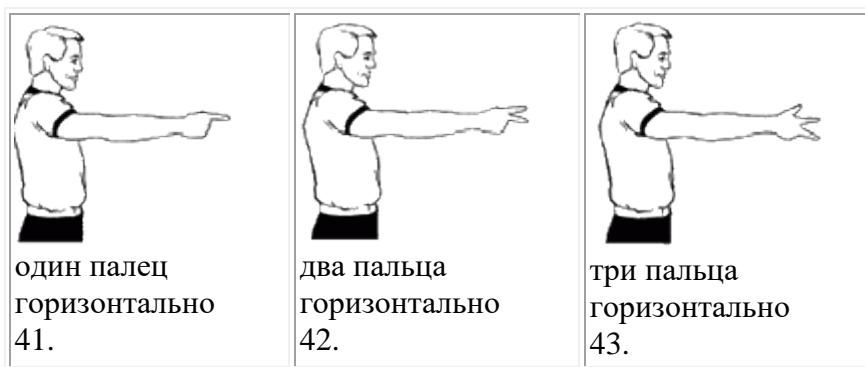 один палец
горизонтально
41.
два пальца
горизонтально
42.
три пальца
горизонтально
43.